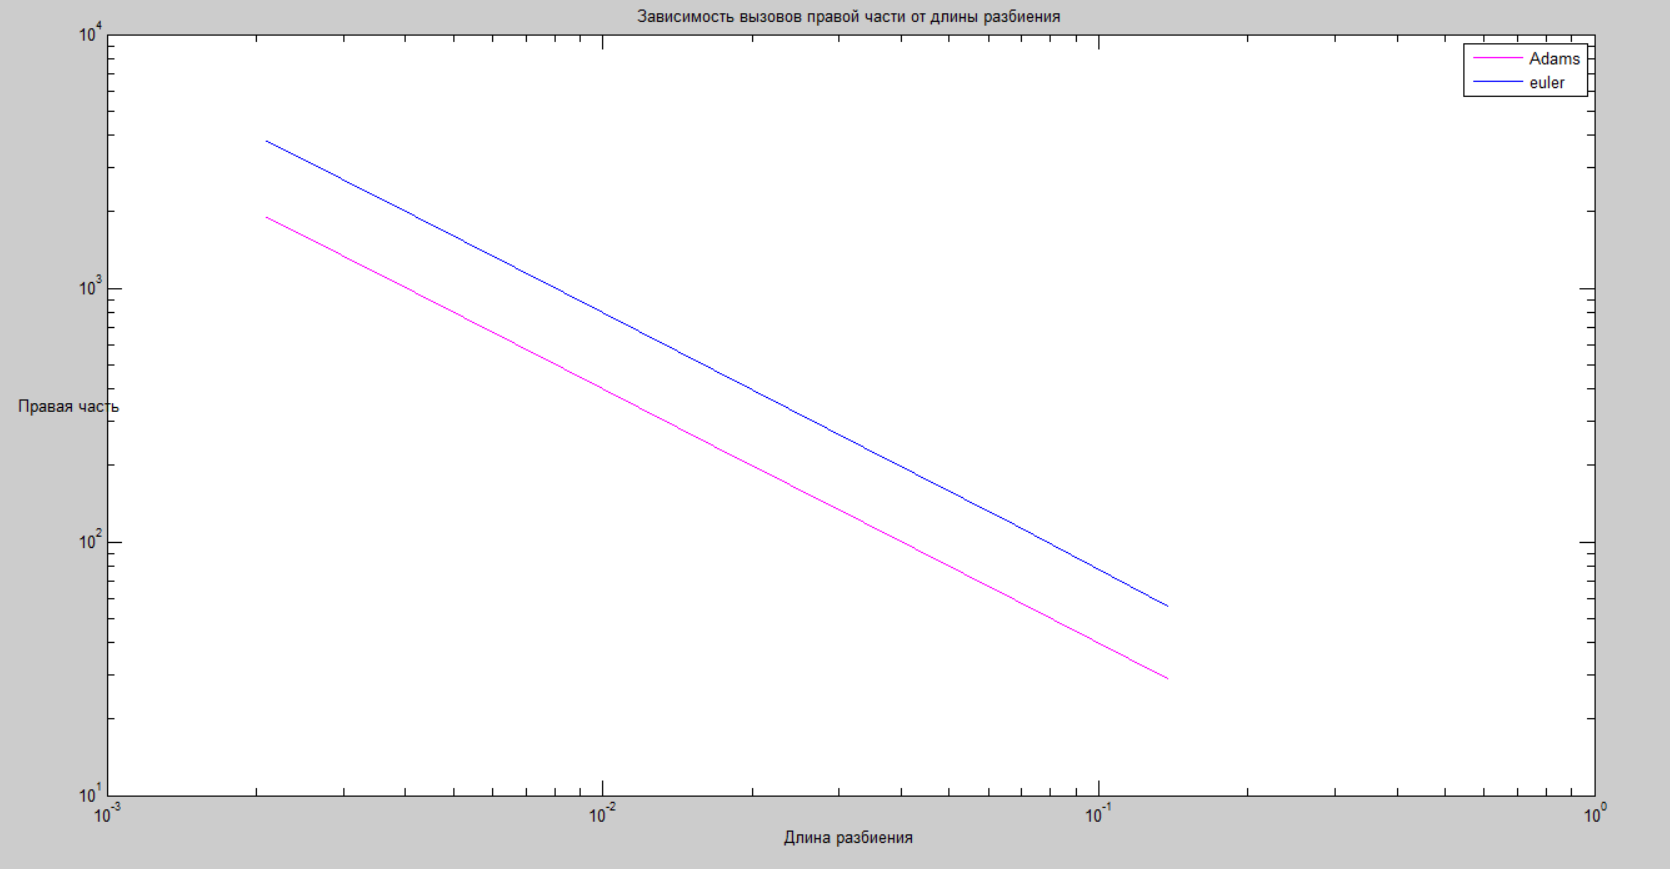 Зависимость вызовов правой части от длины разбиения
Adams
euler
10^4
10^3
Правая часть
10^2
10^1
10^-3
10^-2
10^-1
10^0
Длина разбиения